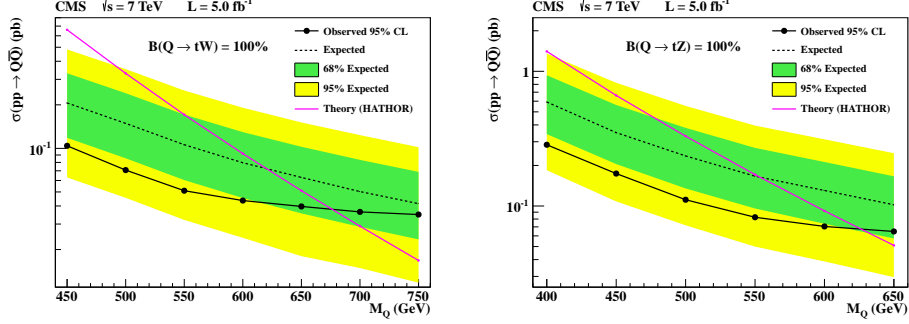 CMS √s = 7 TeV L = 5.0 fb⁻¹
B(Q → tW) = 100%
Observed 95% CL
Expected
68% Expected
95% Expected
Theory (HATHOR)
σ(pp → QQ̅) (pb)
10⁻¹
450 500 550 600 650 700 750
M_Q (GeV)
CMS √s = 7 TeV L = 5.0 fb⁻¹
B(Q → tZ) = 100%
Observed 95% CL
Expected
68% Expected
95% Expected
Theory (HATHOR)
σ(pp → QQ̅) (pb)
1
10⁻¹
400 450 500 550 600 650
M_Q (GeV)